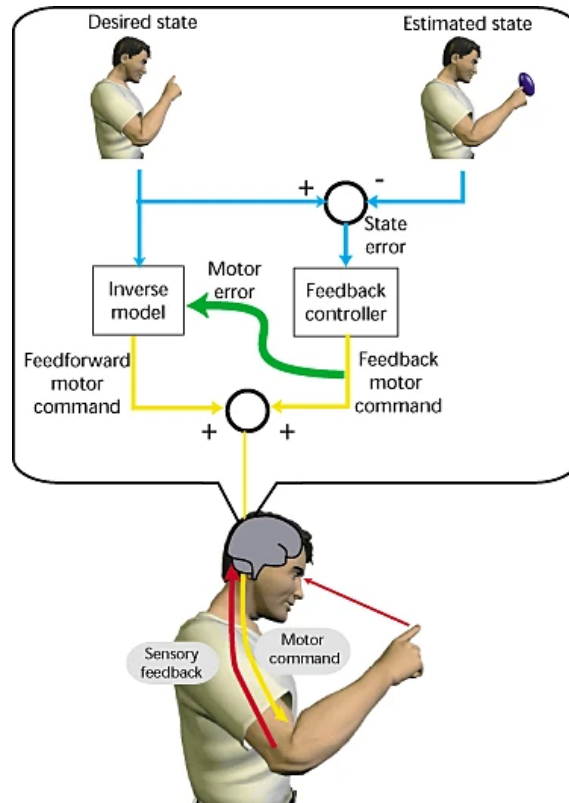 Desired state
Estimated state
+
-
State
error
Motor
error
Inverse
model
Feedback
controller
Feedforward
motor
command
Feedback
motor
command
+
+
Sensory
feedback
Motor
command